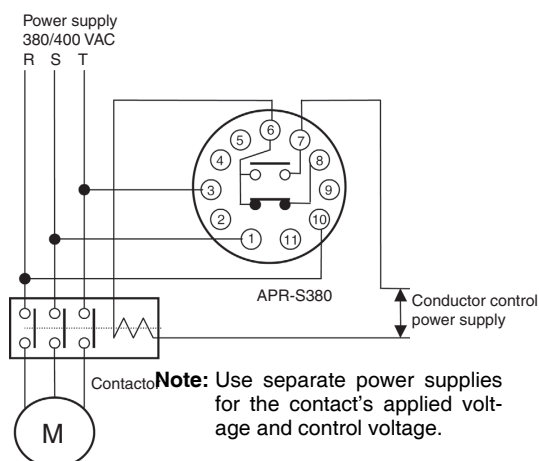 Power supply
380/400 VAC
R S T
6
5 7
4 8
3 9
2 10
1 11
APR-S380
Conductor control
power supply
Contactor
Note: Use separate power supplies
for the contact's applied volt-
age and control voltage.
M